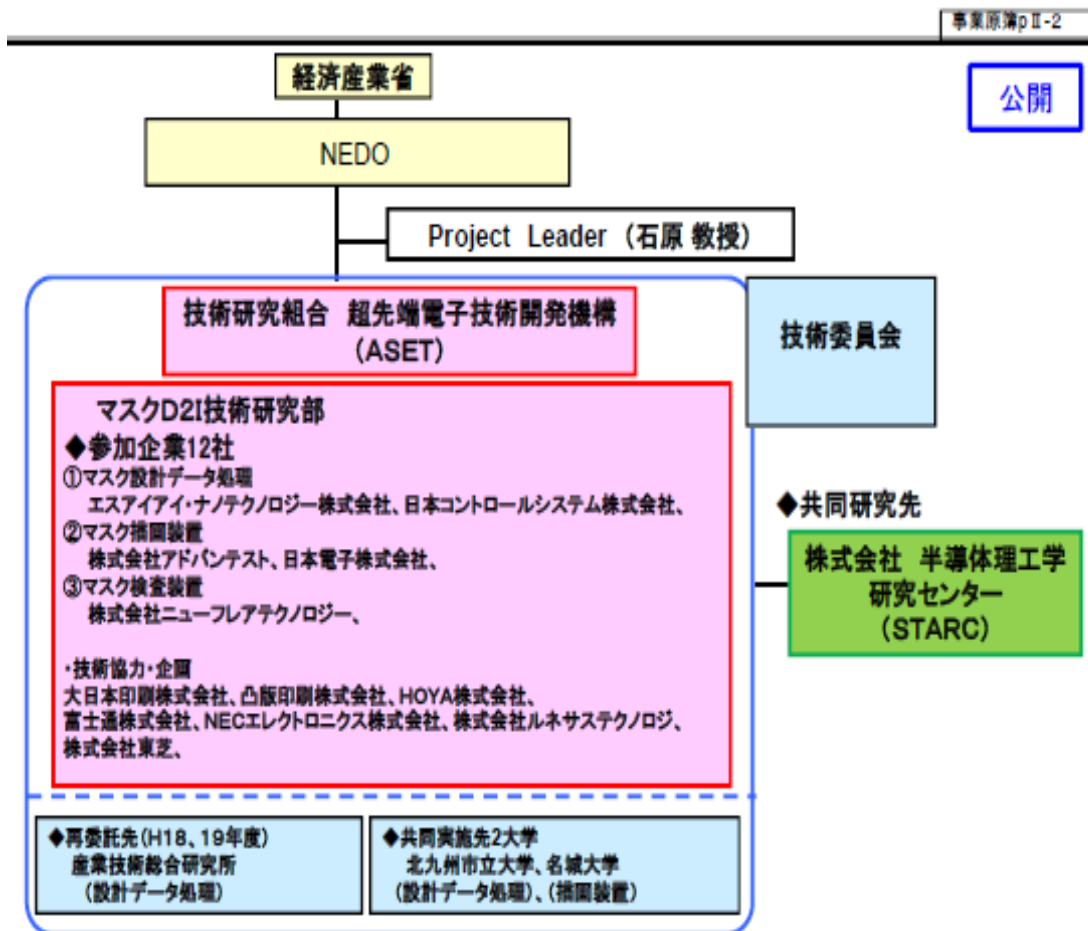 事業原簿pⅡ-2
経済産業省
公開
NEDO
Project Leader （石原 教授）
技術研究組合 超先端電子技術開発機構
（ASET）
技術委員会
マスクD2I技術研究部
◆参加企業12社
①マスク設計データ処理
エスアイアイ・ナノテクノロジー株式会社、日本コントロールシステム株式会社、
②マスク描画装置
株式会社アドバンテスト、日本電子株式会社、
③マスク検査装置
株式会社ニューフレアテクノロジー、
・技術協力・企画
大日本印刷株式会社、凸版印刷株式会社、HOYA株式会社、
富士通株式会社、NECエレクトロニクス株式会社、株式会社ルネサステクノロジ、
株式会社東芝、
◆共同研究先
株式会社 半導体理工学
研究センター
（STARC）
◆再委託先（H18、19年度）
産業技術総合研究所
（設計データ処理）
◆共同実施先2大学
北九州市立大学、名城大学
（設計データ処理）、（描画装置）